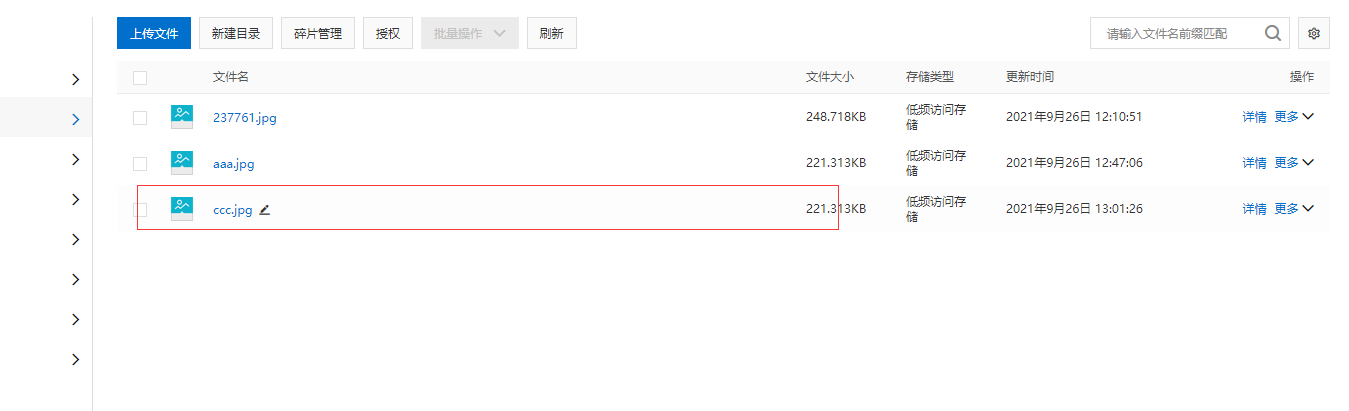 上传文件 新建目录 碎片管理 授权 批量操作 刷新 请输入文件名前缀匹配
文件名 文件大小 存储类型 更新时间 操作
237761.jpg 248.718KB 低频访问存储 2021年9月26日 12:10:51 详情 更多
aaa.jpg 221.313KB 低频访问存储 2021年9月26日 12:47:06 详情 更多
ccc.jpg 221.313KB 低频访问存储 2021年9月26日 13:01:26 详情 更多